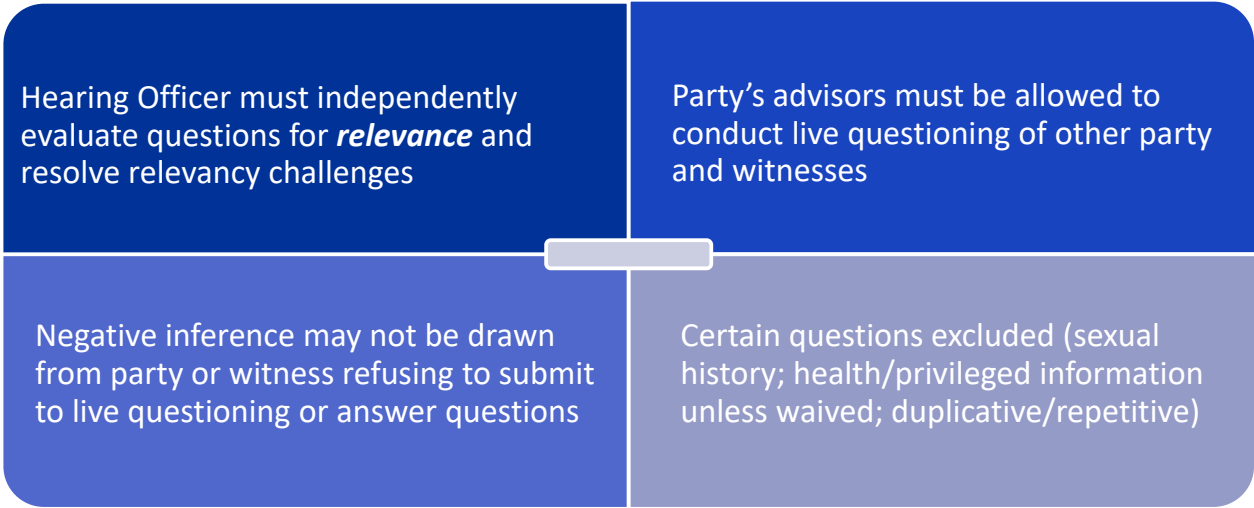 Hearing Officer must independently
evaluate questions for relevance and
resolve relevancy challenges
Party’s advisors must be allowed to
conduct live questioning of other party
and witnesses
Negative inference may not be drawn
from party or witness refusing to submit
to live questioning or answer questions
Certain questions excluded (sexual
history; health/privileged information
unless waived; duplicative/repetitive)